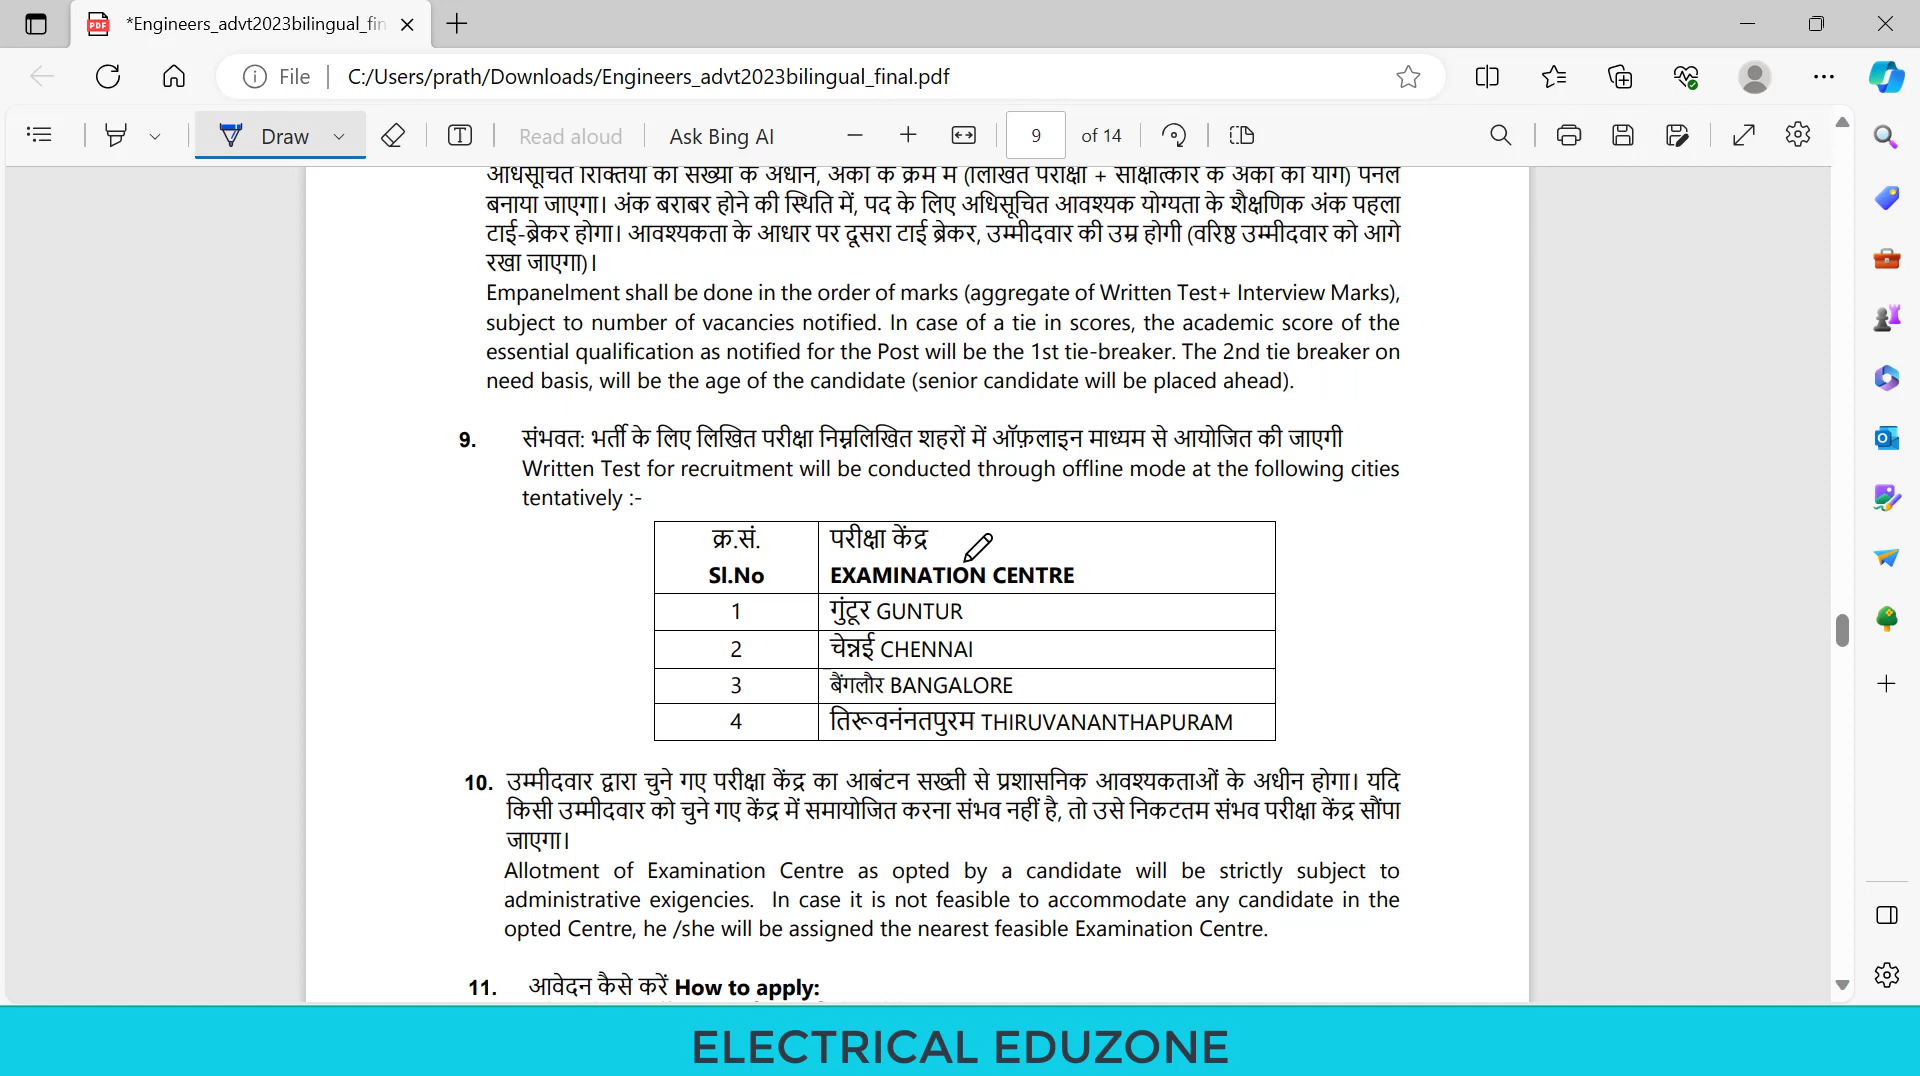 *Engineers_advt2023bilingual_fin
File
C:/Users/prath/Downloads/Engineers_advt2023bilingual_final.pdf
Draw
Read aloud
Ask Bing AI
9
of 14
अधिसूचित रिक्तियों की संख्या के अधीन, अंकों के क्रम में (लिखित परीक्षा + साक्षात्कार के अंकों का योग) पैनल
बनाया जाएगा। अंक बराबर होने की स्थिति में, पद के लिए अधिसूचित आवश्यक योग्यता के शैक्षणिक अंक पहला
टाई-ब्रेकर होगा। आवश्यकता के आधार पर दूसरा टाई ब्रेकर, उम्मीदवार की उम्र होगी (वरिष्ठ उम्मीदवार को आगे
रखा जाएगा)।
Empanelment shall be done in the order of marks (aggregate of Written Test+ Interview Marks),
subject to number of vacancies notified. In case of a tie in scores, the academic score of the
essential qualification as notified for the Post will be the 1st tie-breaker. The 2nd tie breaker on
need basis, will be the age of the candidate (senior candidate will be placed ahead).
9. संभवत: भर्ती के लिए लिखित परीक्षा निम्नलिखित शहरों में ऑफ़लाइन माध्यम से आयोजित की जाएगी
Written Test for recruitment will be conducted through offline mode at the following cities
tentatively :-
क्र.सं. परीक्षा केंद्र
Sl.No EXAMINATION CENTRE
1 गुंटूर GUNTUR
2 चेन्नई CHENNAI
3 बैंगलौर BANGALORE
4 तिरूवनंनतपुरम THIRUVANANTHAPURAM
10. उम्मीदवार द्वारा चुने गए परीक्षा केंद्र का आबंटन सख्ती से प्रशासनिक आवश्यकताओं के अधीन होगा। यदि
किसी उम्मीदवार को चुने गए केंद्र में समायोजित करना संभव नहीं है, तो उसे निकटतम संभव परीक्षा केंद्र सौंपा
जाएगा।
Allotment of Examination Centre as opted by a candidate will be strictly subject to
administrative exigencies. In case it is not feasible to accommodate any candidate in the
opted Centre, he /she will be assigned the nearest feasible Examination Centre.
11. आवेदन कैसे करें How to apply:
ELECTRICAL EDUZONE